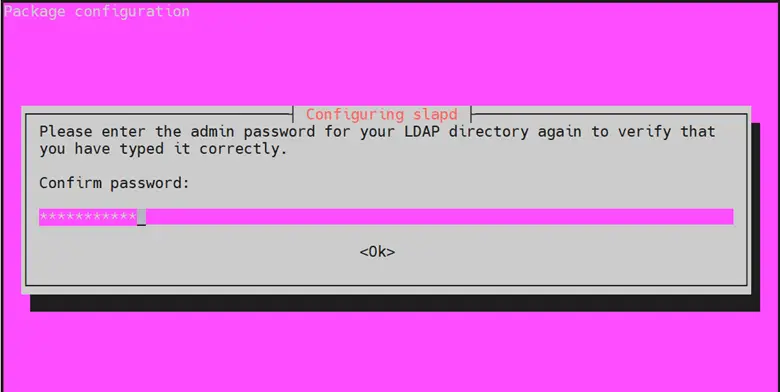 Package configuration
Configuring slapd
Please enter the admin password for your LDAP directory again to verify that
you have typed it correctly.
Confirm password:
***********_
<Ok>